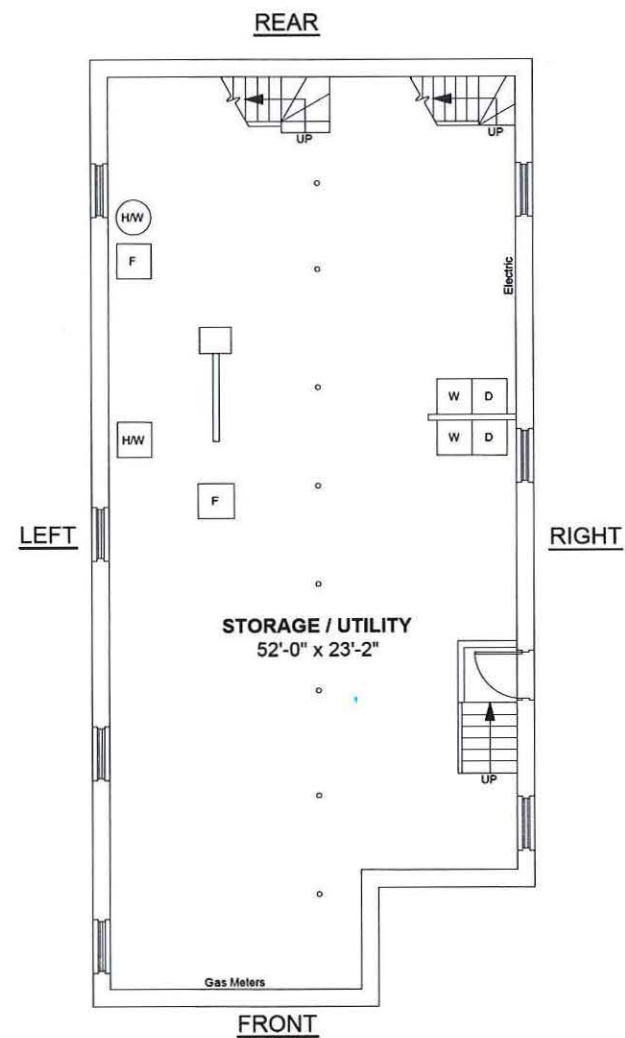 REAR
UP
UP
H/W
F
Electric
W D
W D
H/W
F
LEFT
RIGHT
STORAGE / UTILITY
52'-0" x 23'-2"
UP
Gas Meters
FRONT